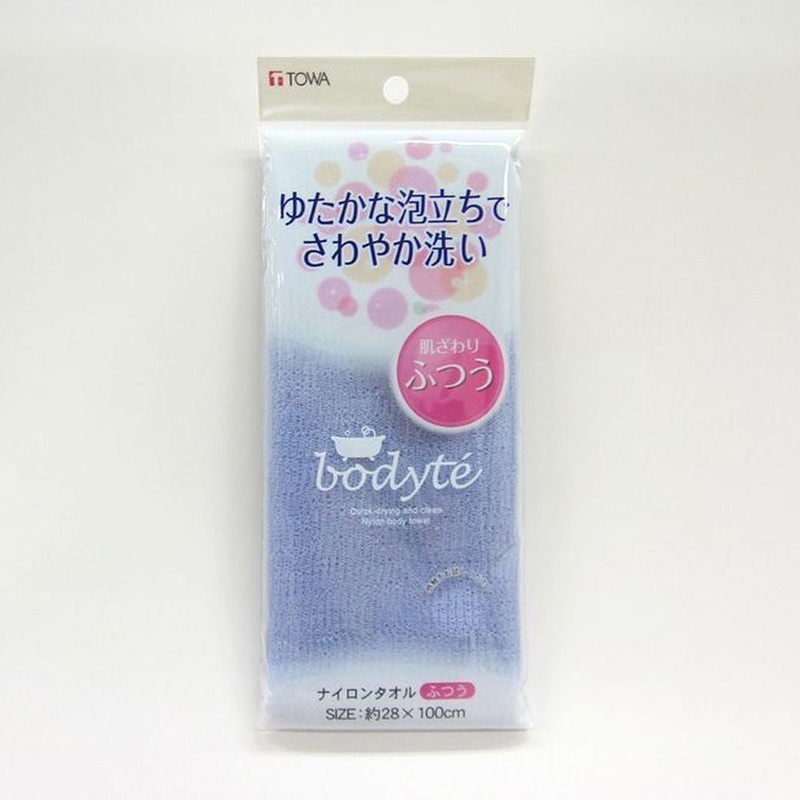 TOWA
ゆたかな泡立ちで
さわやか洗い
肌ざわり
ふつう
bodyté
Quick-drying and clean
Nylon body towel
ナイロンタオル ふつう
SIZE:約28×100cm